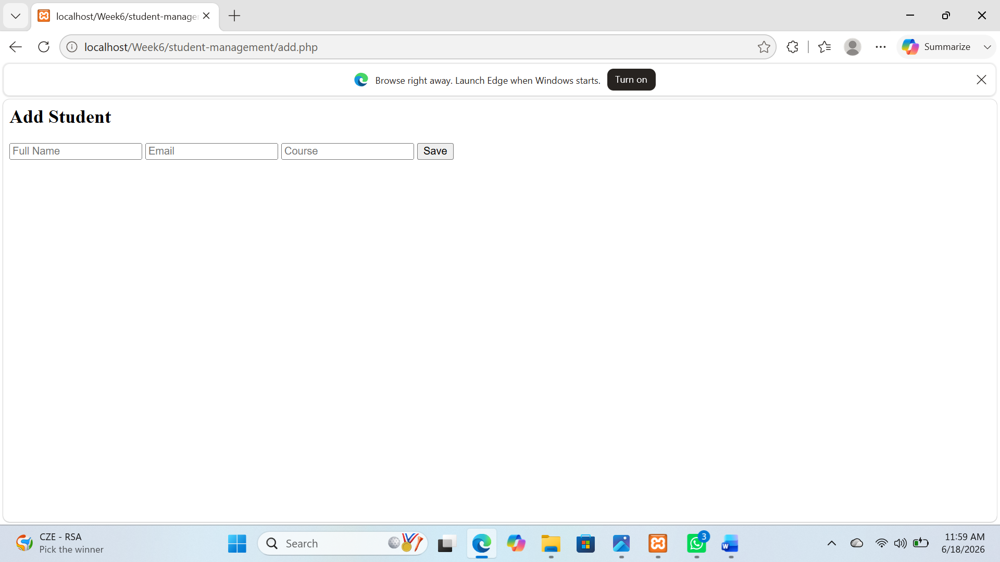 localhost/Week6/student-manage
localhost/Week6/student-management/add.php
Summarize
Browse right away. Launch Edge when Windows starts.
Turn on
Add Student
Full Name
Email
Course
Save
CZE - RSA
Pick the winner
Search
3
11:59 AM
6/18/2026